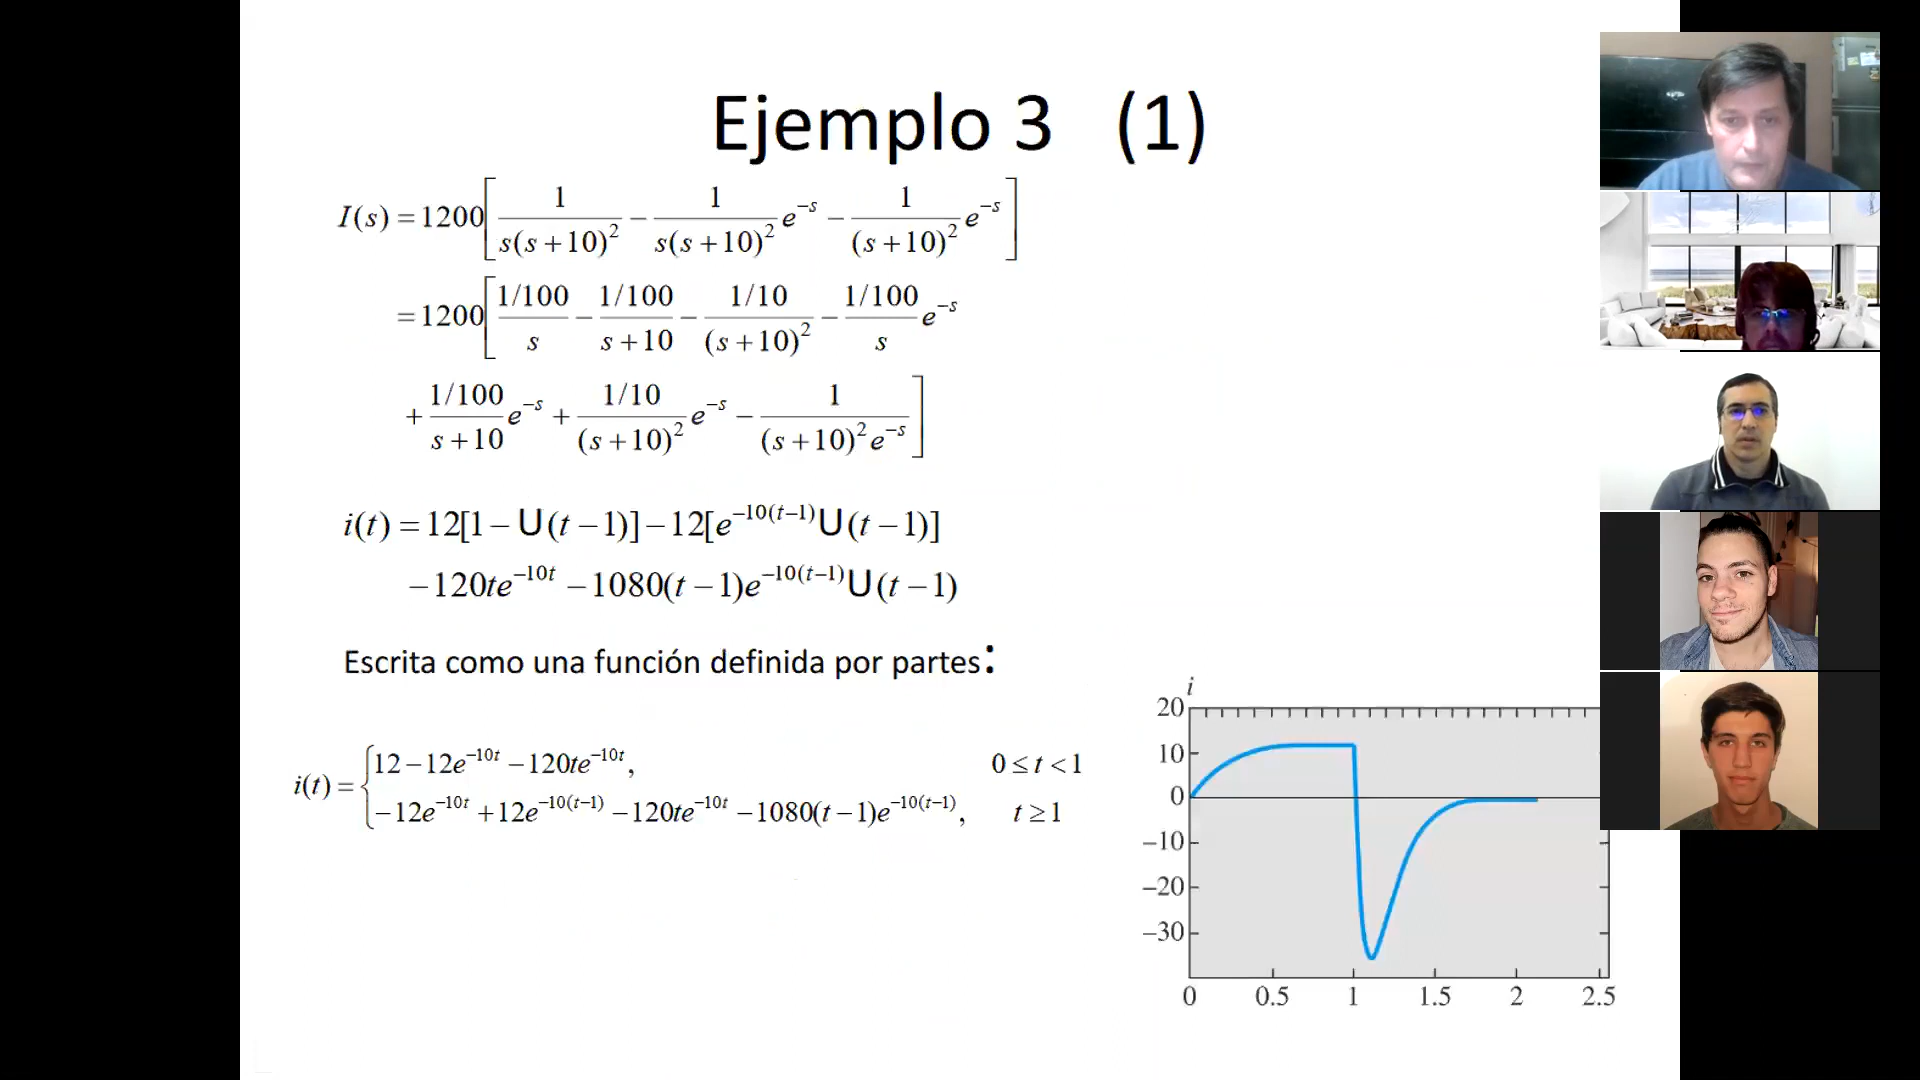 Ejemplo 3 (1)
I(s) = 1200[ 1/(s(s+10)²) − 1/(s(s+10)²) e^−s − 1/((s+10)²) e^−s ]
= 1200[ (1/100)/s − (1/100)/(s+10) − (1/10)/((s+10)²) − (1/100)/s e^−s
+ (1/100)/(s+10) e^−s + (1/10)/((s+10)²) e^−s − 1/((s+10)² e^−s) ]
i(t) = 12[1 − U(t − 1)] − 12[e^−10(t−1) U(t − 1)]
− 120te^−10t − 1080(t − 1)e^−10(t−1) U(t − 1)
Escrita como una función definida por partes:
i(t) = { 12 − 12e^−10t − 120te^−10t, 0 ≤ t < 1
−12e^−10t + 12e^−10(t−1) − 120te^−10t − 1080(t − 1)e^−10(t−1), t ≥ 1
i
20
10
0
−10
−20
−30
0 0.5 1 1.5 2 2.5